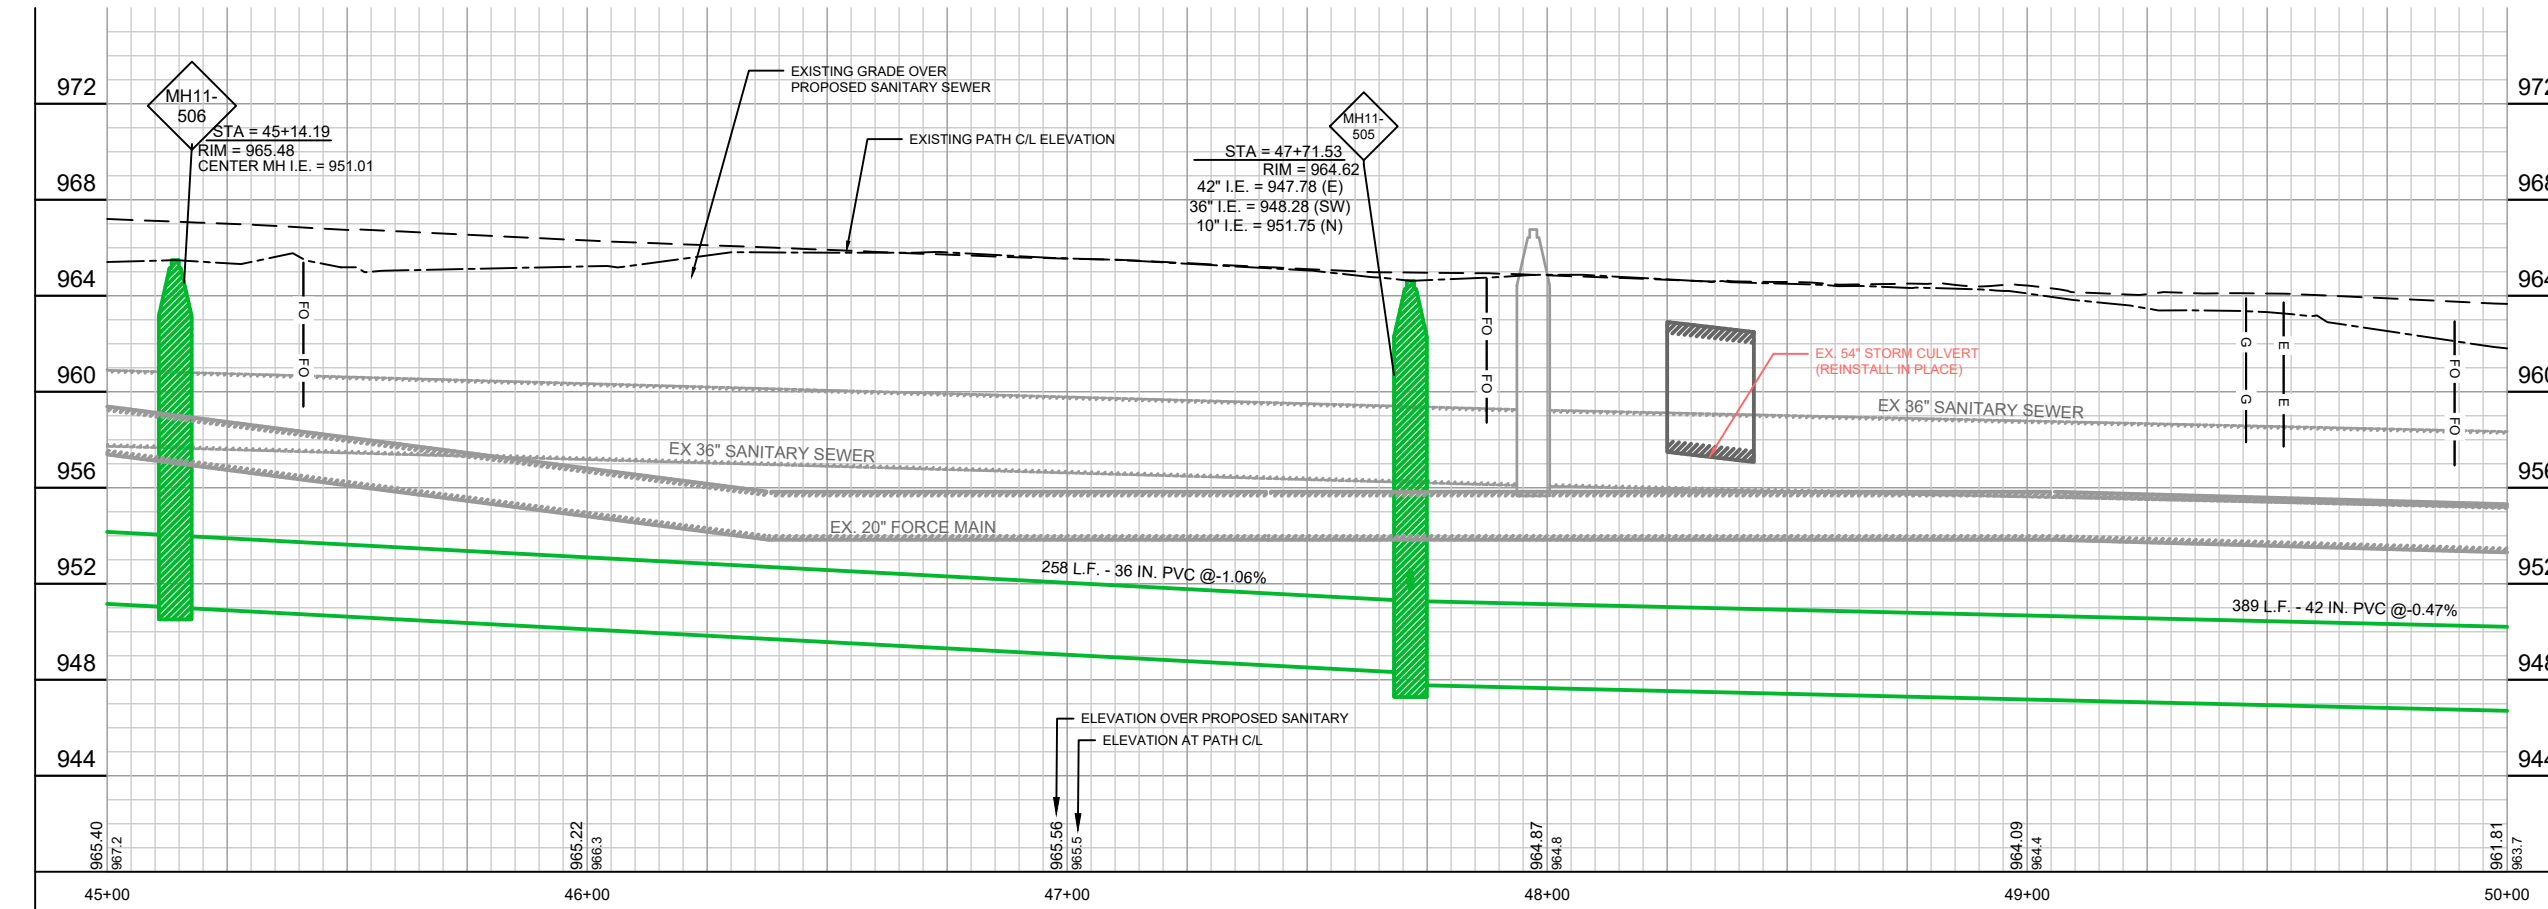 972
968
964
960
956
952
948
944
MH11-
506
STA = 45+14.19
RIM = 965.48
CENTER MH I.E. = 951.01
EXISTING GRADE OVER
PROPOSED SANITARY SEWER
EXISTING PATH C/L ELEVATION
MH11-
505
STA = 47+71.53
RIM = 964.62
42" I.E. = 947.78 (E)
36" I.E. = 948.28 (SW)
10" I.E. = 951.75 (N)
FO
FO
FO
FO
EX. 54" STORM CULVERT
(REINSTALL IN PLACE)
G
G
E
E
FO
FO
EX 36" SANITARY SEWER
EX 36" SANITARY SEWER
EX. 20" FORCE MAIN
258 L.F. - 36 IN. PVC @-1.06%
389 L.F. - 42 IN. PVC @-0.47%
ELEVATION OVER PROPOSED SANITARY
ELEVATION AT PATH C/L
965.40
967.2
965.22
966.3
965.56
965.5
964.87
964.8
964.09
964.4
961.81
963.7
45+00
46+00
47+00
48+00
49+00
50+00